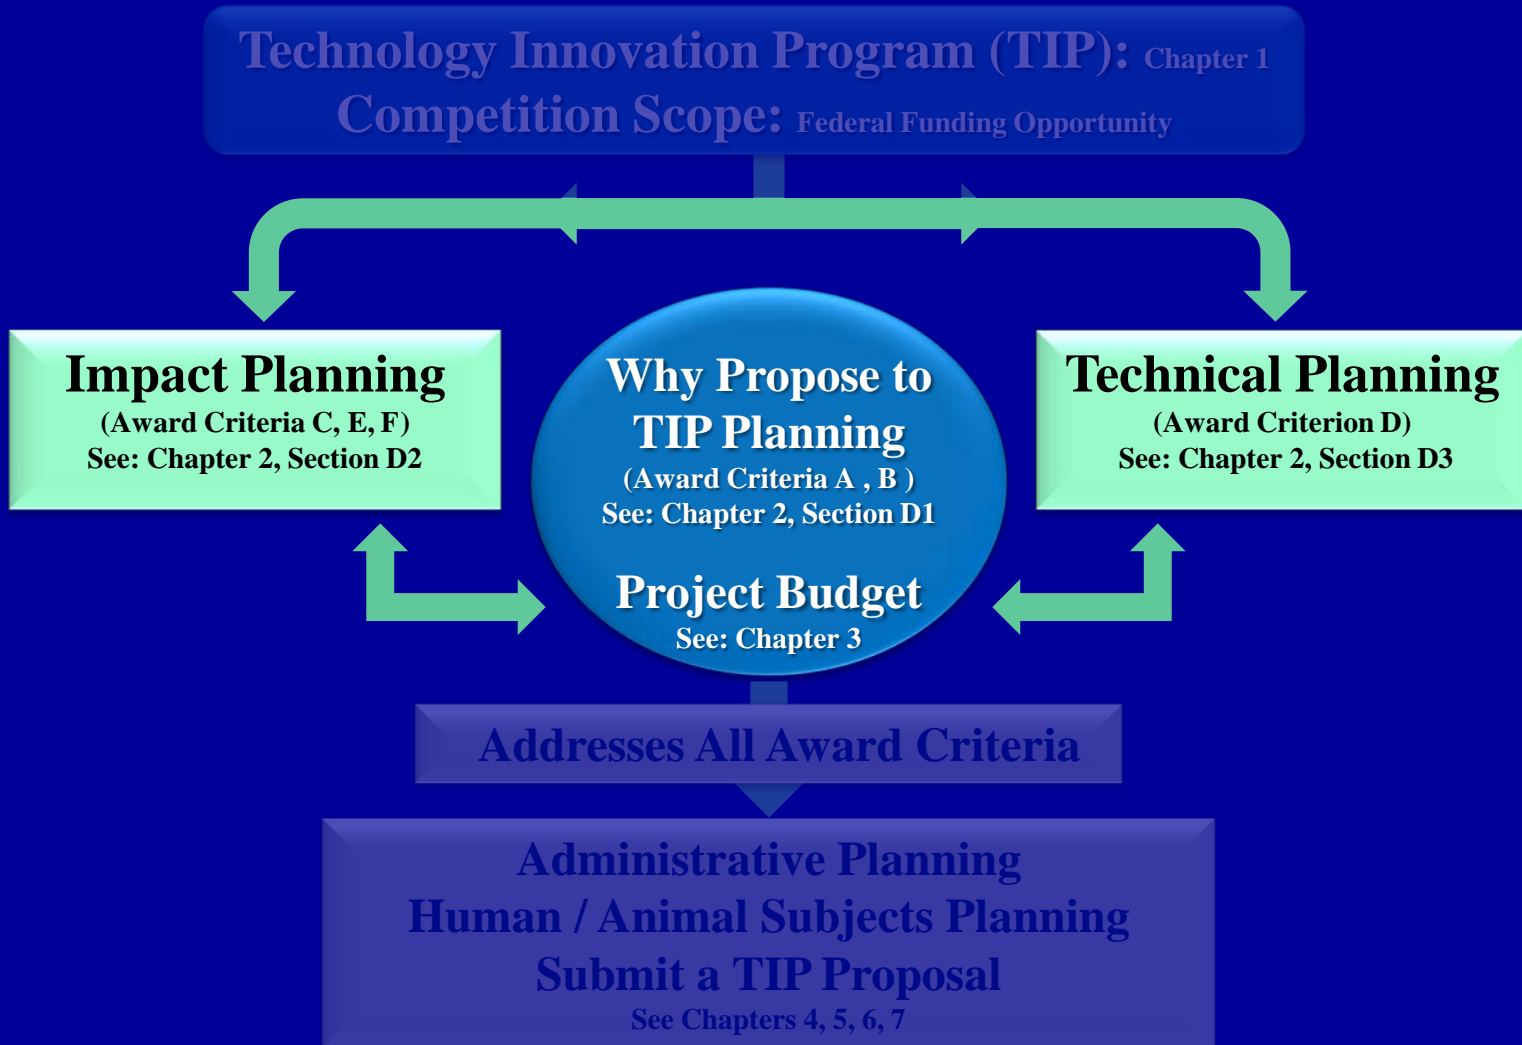 Technology Innovation Program (TIP): Chapter 1
Competition Scope: Federal Funding Opportunity
Impact Planning
(Award Criteria C, E, F)
See: Chapter 2, Section D2
Why Propose to
TIP Planning
(Award Criteria A , B )
See: Chapter 2, Section D1
Project Budget
See: Chapter 3
Technical Planning
(Award Criterion D)
See: Chapter 2, Section D3
Addresses All Award Criteria
Administrative Planning
Human / Animal Subjects Planning
Submit a TIP Proposal
See Chapters 4, 5, 6, 7